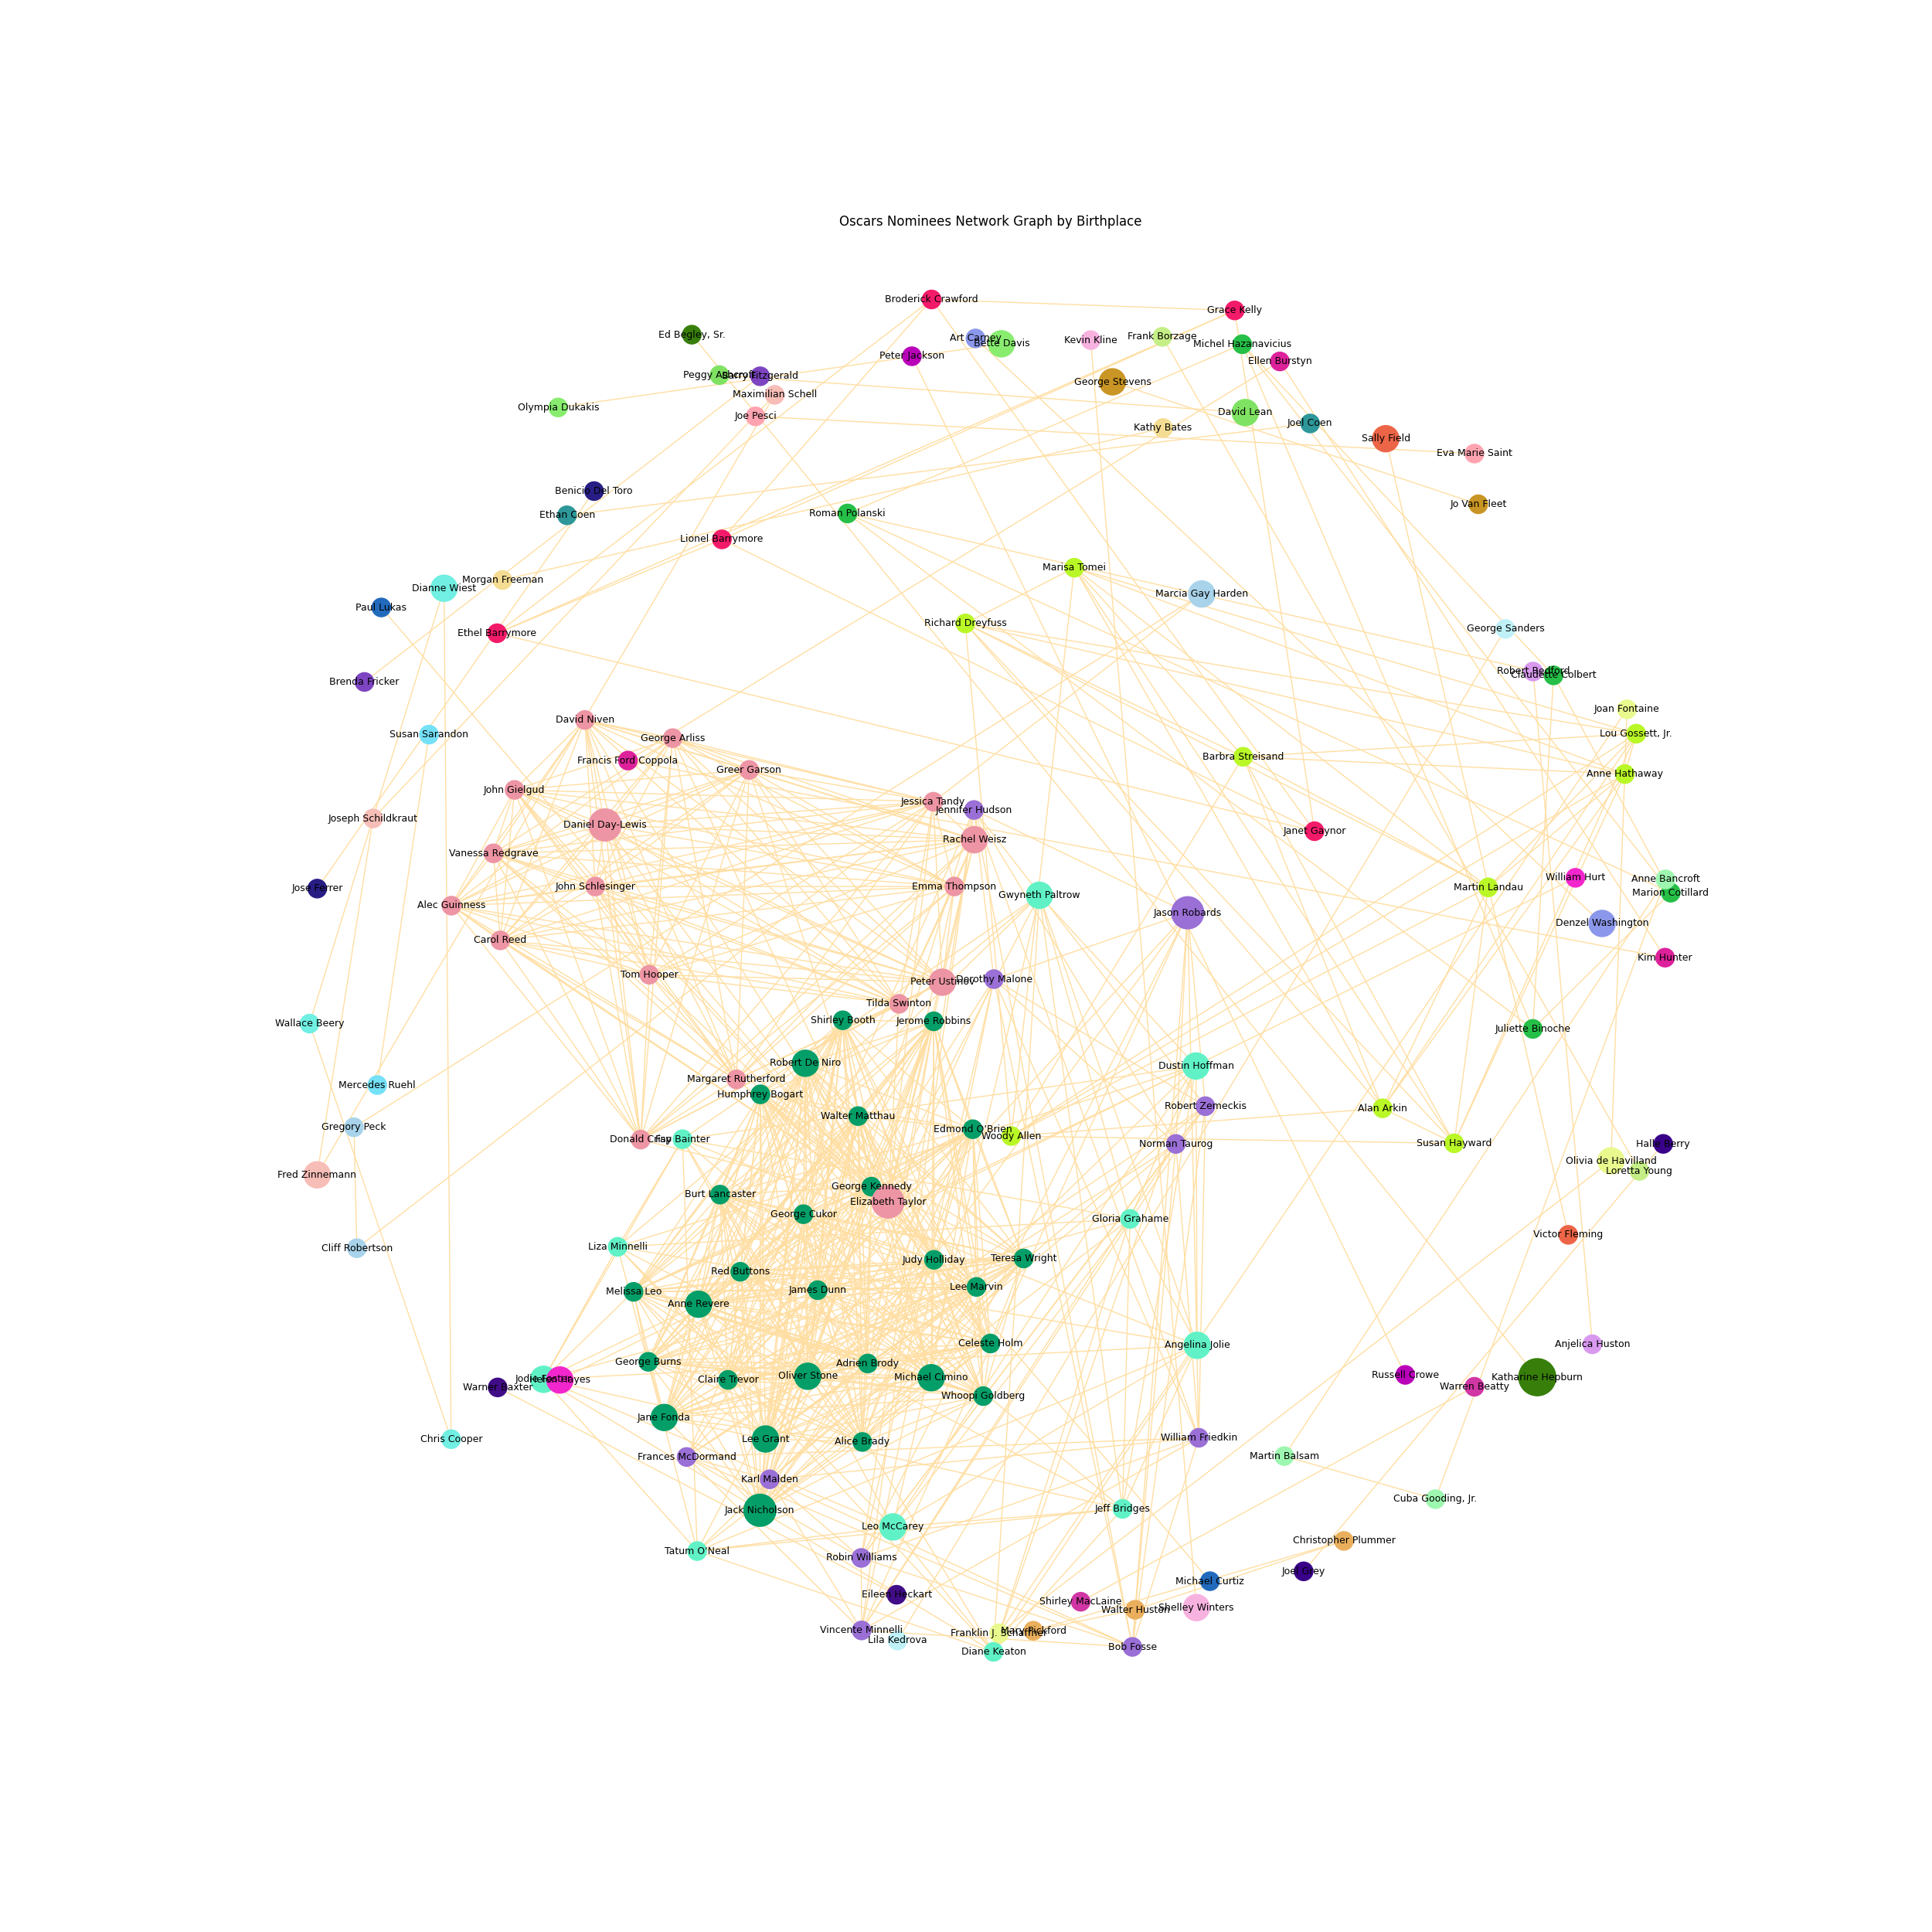 Oscars Nominees Network Graph by Birthplace
Broderick Crawford
Grace Kelly
Ed Begley, Sr.
Art Carney
Bette Davis
Kevin Kline
Frank Borzage
Michel Hazanavicius
Peter Jackson
Ellen Burstyn
Peggy Ashcroft
Barry Fitzgerald
George Stevens
Maximilian Schell
Olympia Dukakis
Joe Pesci
David Lean
Joel Coen
Kathy Bates
Sally Field
Eva Marie Saint
Benicio Del Toro
Jo Van Fleet
Ethan Coen
Roman Polanski
Lionel Barrymore
Marisa Tomei
Morgan Freeman
Dianne Wiest
Marcia Gay Harden
Paul Lukas
Richard Dreyfuss
Ethel Barrymore
George Sanders
Robert Redford
Claudette Colbert
Brenda Fricker
Joan Fontaine
David Niven
Susan Sarandon
Lou Gossett, Jr.
George Arliss
Francis Ford Coppola
Barbra Streisand
Greer Garson
Anne Hathaway
John Gielgud
Jessica Tandy
Jennifer Hudson
Joseph Schildkraut
Daniel Day-Lewis
Janet Gaynor
Rachel Weisz
Vanessa Redgrave
William Hurt
Anne Bancroft
Jose Ferrer
John Schlesinger
Emma Thompson
Martin Landau
Marion Cotillard
Gwyneth Paltrow
Alec Guinness
Jason Robards
Denzel Washington
Carol Reed
Kim Hunter
Tom Hooper
Peter Ustinov
Dorothy Malone
Tilda Swinton
Wallace Beery
Shirley Booth
Jerome Robbins
Juliette Binoche
Robert De Niro
Dustin Hoffman
Margaret Rutherford
Mercedes Ruehl
Humphrey Bogart
Robert Zemeckis
Alan Arkin
Walter Matthau
Gregory Peck
Edmond O'Brien
Woody Allen
Donald Crisp
Fay Bainter
Norman Taurog
Susan Hayward
Halle Berry
Olivia de Havilland
Loretta Young
Fred Zinnemann
George Kennedy
Burt Lancaster
Elizabeth Taylor
George Cukor
Gloria Grahame
Victor Fleming
Cliff Robertson
Liza Minnelli
Judy Holliday
Teresa Wright
Red Buttons
Lee Marvin
Melissa Leo
James Dunn
Anne Revere
Celeste Holm
Angelina Jolie
Anjelica Huston
George Burns
Adrien Brody
Russell Crowe
Oliver Stone
Michael Cimino
Katharine Hepburn
Jodie Foster
Helen Hayes
Claire Trevor
Warner Baxter
Warren Beatty
Whoopi Goldberg
Jane Fonda
Chris Cooper
Lee Grant
Alice Brady
William Friedkin
Frances McDormand
Martin Balsam
Karl Malden
Cuba Gooding, Jr.
Jack Nicholson
Jeff Bridges
Leo McCarey
Christopher Plummer
Tatum O'Neal
Robin Williams
Joel Grey
Michael Curtiz
Eileen Heckart
Shirley MacLaine
Shelley Winters
Walter Huston
Vincente Minnelli
Franklin J. Schaffner
Mary Pickford
Lila Kedrova
Bob Fosse
Diane Keaton